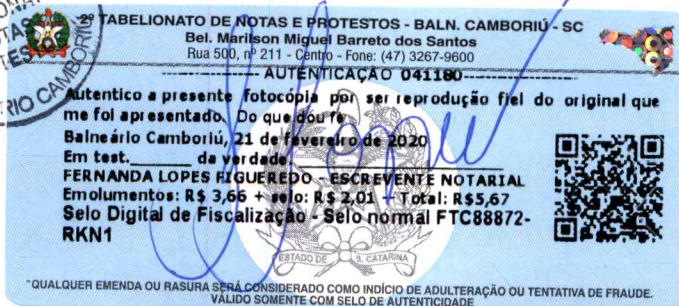 2º TABELIONATO DE NOTAS E PROTESTOS - BALN. CAMBORIÚ - SC
Bel. Marilson Miguel Barreto dos Santos
Rua 500, nº 211 - Centro - Fone: (47) 3267-9600
AUTENTICAÇÃO 041180
Autentico a presente fotocópia por ser reprodução fiel do original que
me foi apresentado. Do que dou fé.
Balneário Camboriú, 21 de fevereiro de 2020
Em test.______ da verdade.
FERNANDA LOPES FIGUEREDO - ESCREVENTE NOTARIAL
Emolumentos: R$ 3,66 + selo: R$ 2,01 - Total: R$5,67
Selo Digital de Fiscalização - Selo normal FTC88872-
RKN1
ESTADO DE S. CATARINA
"QUALQUER EMENDA OU RASURA SERÁ CONSIDERADO COMO INDÍCIO DE ADULTERAÇÃO OU TENTATIVA DE FRAUDE.
VÁLIDO SOMENTE COM SELO DE AUTENTICIDADE